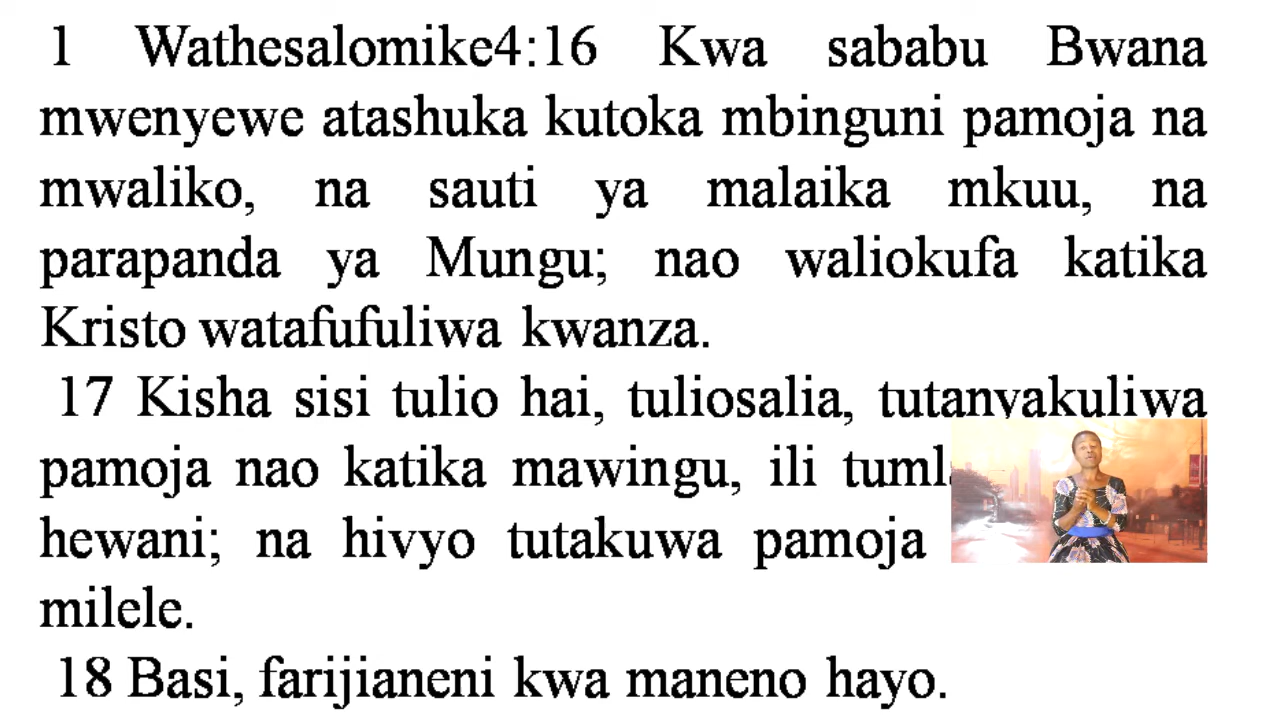 1 Wathesalomike4:16 Kwa sababu Bwana
mwenyewe atashuka kutoka mbinguni pamoja na
mwaliko, na sauti ya malaika mkuu, na
parapanda ya Mungu; nao waliokufa katika
Kristo watafufuliwa kwanza.
17 Kisha sisi tulio hai, tuliosalia, tutanyakuliwa
pamoja nao katika mawingu, ili
hewani; na hivyo tutakuwa pamoja
milele.
18 Basi, farijianeni kwa maneno hayo.